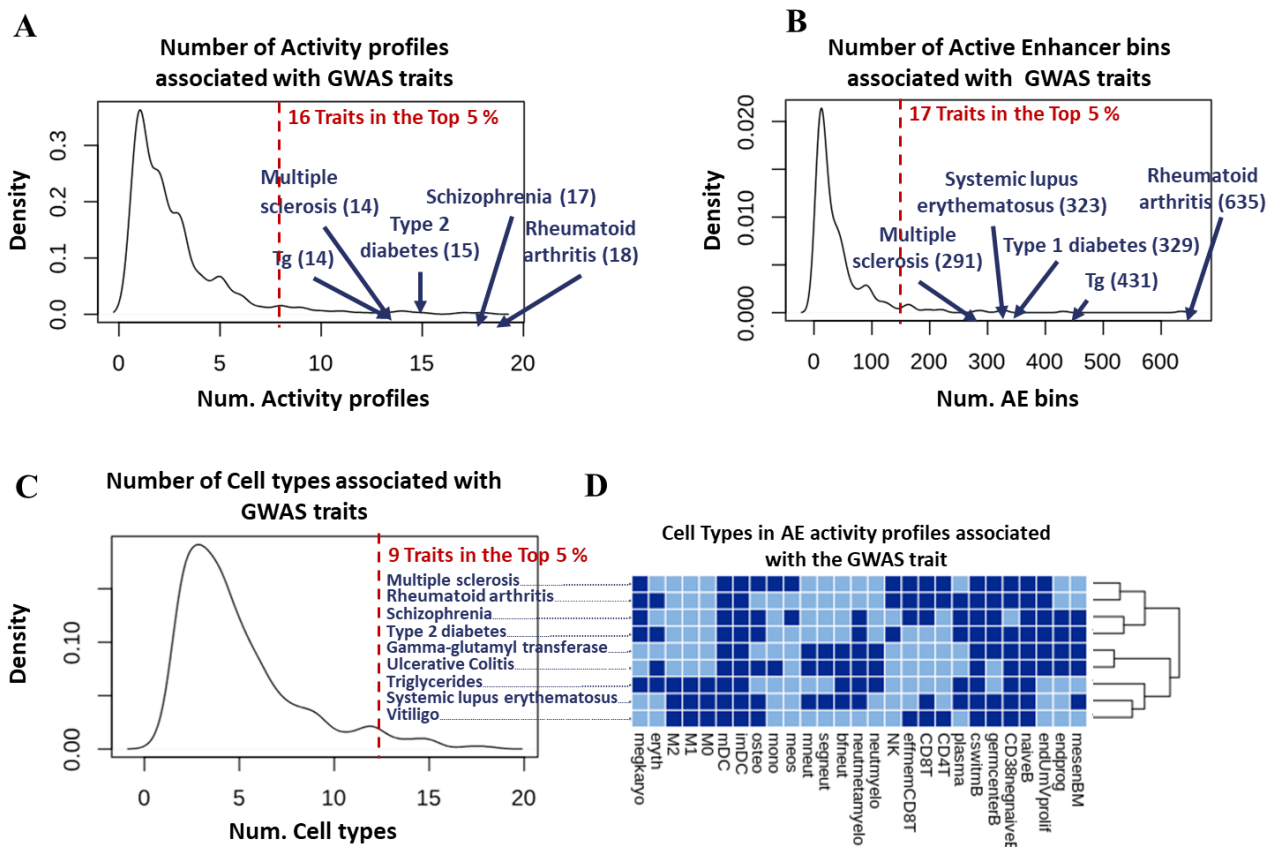 A
Number of Activity profiles
associated with GWAS traits
16 Traits in the Top 5 %
Multiple
sclerosis (14)
Schizophrenia (17)
Type 2
diabetes (15)
Rheumatoid
arthritis (18)
Tg (14)
Density
0.0
0.1
0.2
0.3
0
5
10
15
20
Num. Activity profiles
B
Number of Active Enhancer bins
associated with GWAS traits
17 Traits in the Top 5 %
Systemic lupus
erythematosus (323)
Rheumatoid
arthritis (635)
Multiple
sclerosis (291)
Type 1 diabetes (329)
Tg (431)
Density
0.000
0.010
0.020
0
100
200
300
400
500
600
Num. AE bins
C
Number of Cell types associated with
GWAS traits
9 Traits in the Top 5 %
Density
0.00
0.10
0
5
10
15
20
Num. Cell types
D
Cell Types in AE activity profiles associated
with the GWAS trait
Multiple sclerosis
Rheumatoid arthritis
Schizophrenia
Type 2 diabetes
Gamma-glutamyl transferase
Ulcerative Colitis
Triglycerides
Systemic lupus erythematosus
Vitiligo
megkaryo
eryth
M2
M1
M0
mDC
imDC
osteo
mono
meos
mneut
segneut
bfneut
neutmetamyelo
neutmyelo
NK
effmemCD8T
CD8T
CD4T
plasma
cswitmB
germcenterB
CD38negnaiveB
naiveB
endUmVprolif
endprog
mesenBM